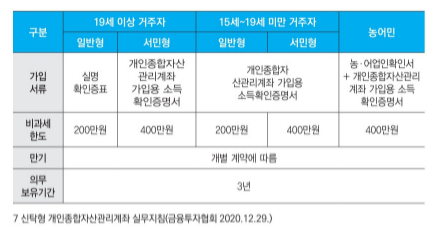 구분
19세 이상 거주자
15세~19세 미만 거주자
농어민
일반형
서민형
일반형
서민형
가입
서류
실명
확인증표
개인종합자산
관리계좌
가입용 소득
확인증명서
개인종합자
산관리계좌 가입용
소득확인증명서
농·어업인확인서
+ 개인종합자산관리
계좌 가입용 소득
확인증명서
비과세
한도
200만원
400만원
200만원
400만원
400만원
만기
개별 계약에 따름
의무
보유기간
3년
7 신탁형 개인종합자산관리계좌 실무지침(금융투자협회 2020.12.29.)